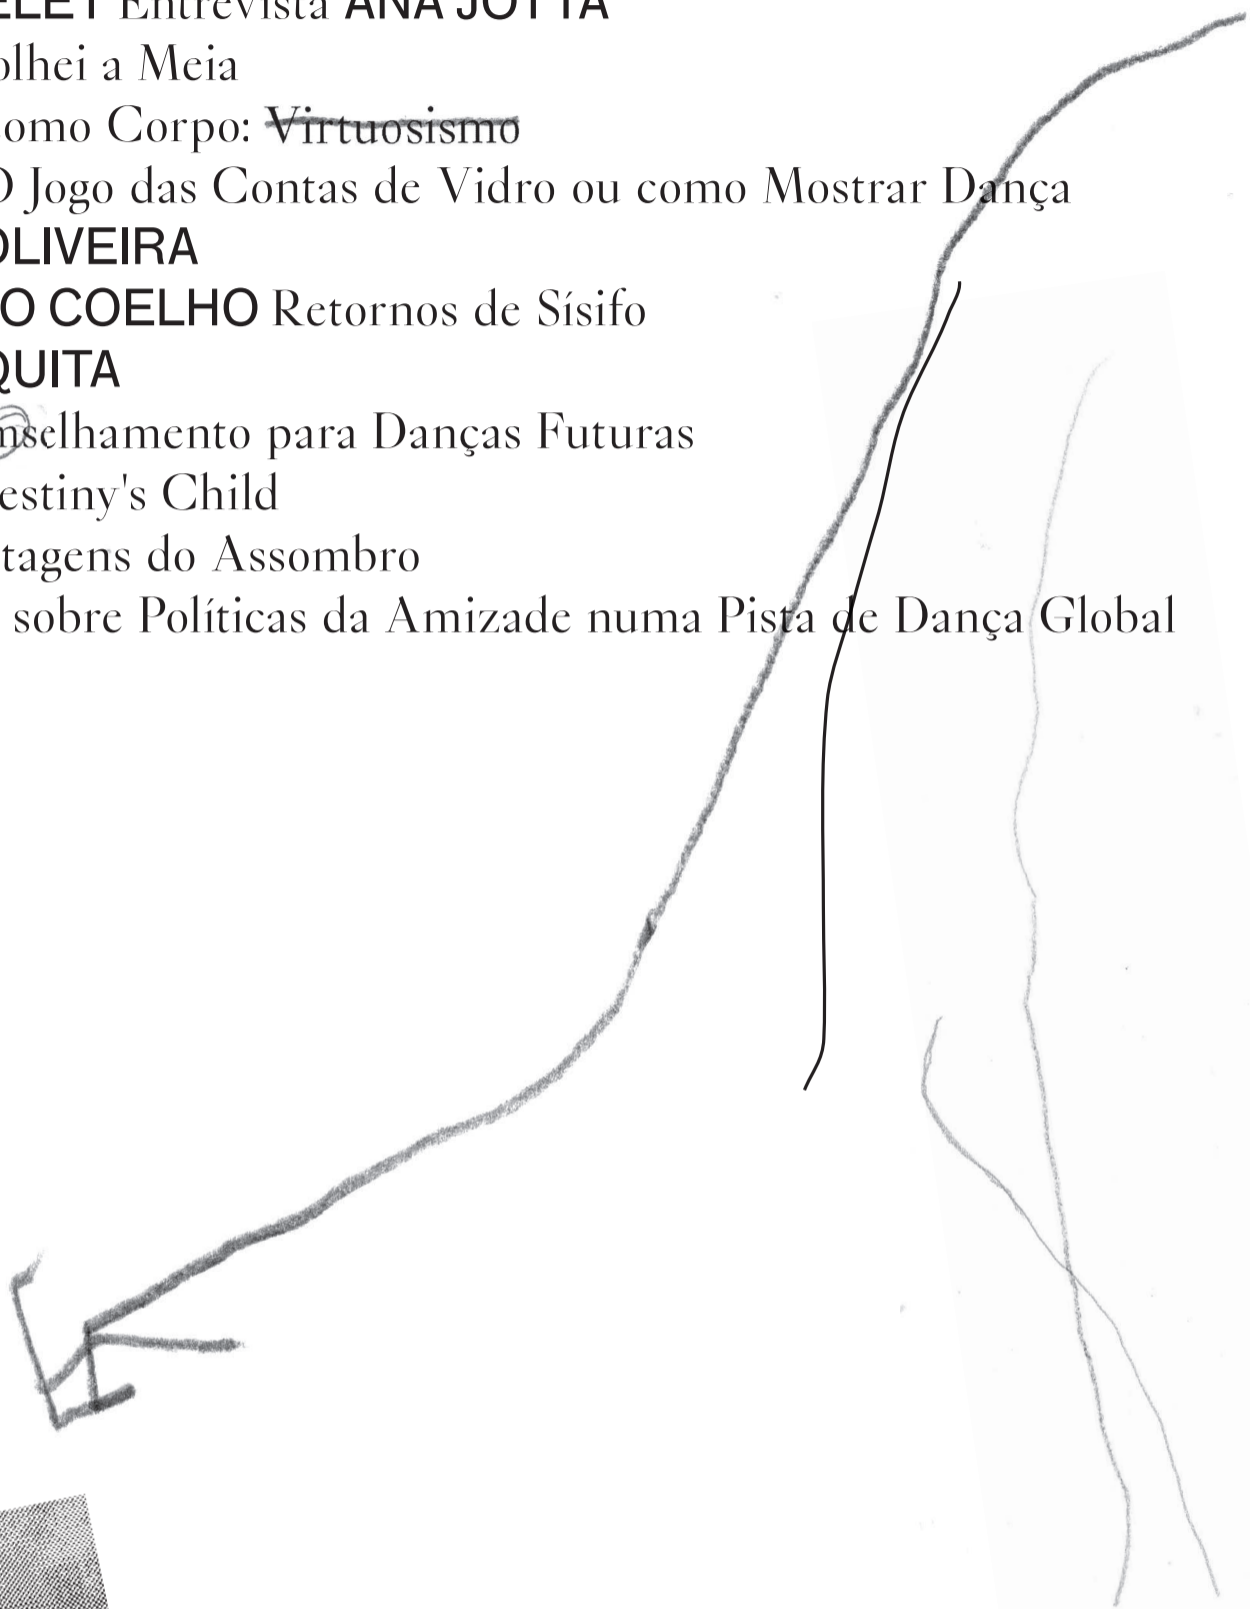 ELET Entrevista ANA JOTTA
olhei a Meia
omo Corpo: Virtuosismo
O Jogo das Contas de Vidro ou como Mostrar Dança
OLIVEIRA
O COELHO Retornos de Sísifo
QUITA
nselhamento para Danças Futuras
estiny's Child
tagens do Assombro
sobre Políticas da Amizade numa Pista de Dança Global